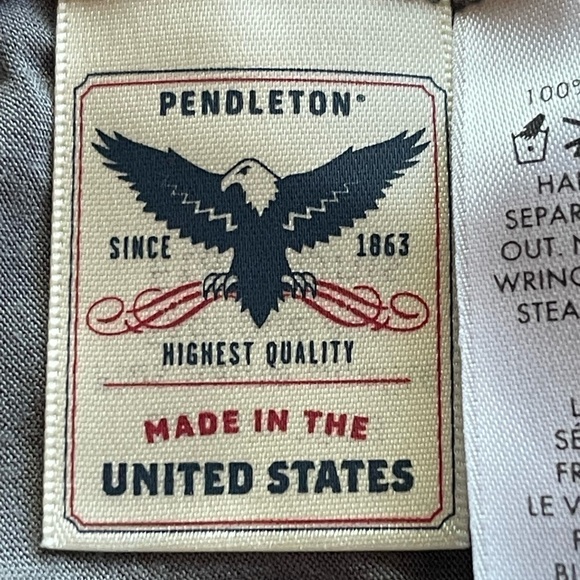 PENDLETON®
SINCE 1863
HIGHEST QUALITY
MADE IN THE
UNITED STATES
100%
HA
SEPAR
OUT.
WRING
STEA
L
SÉ
FR
LE V